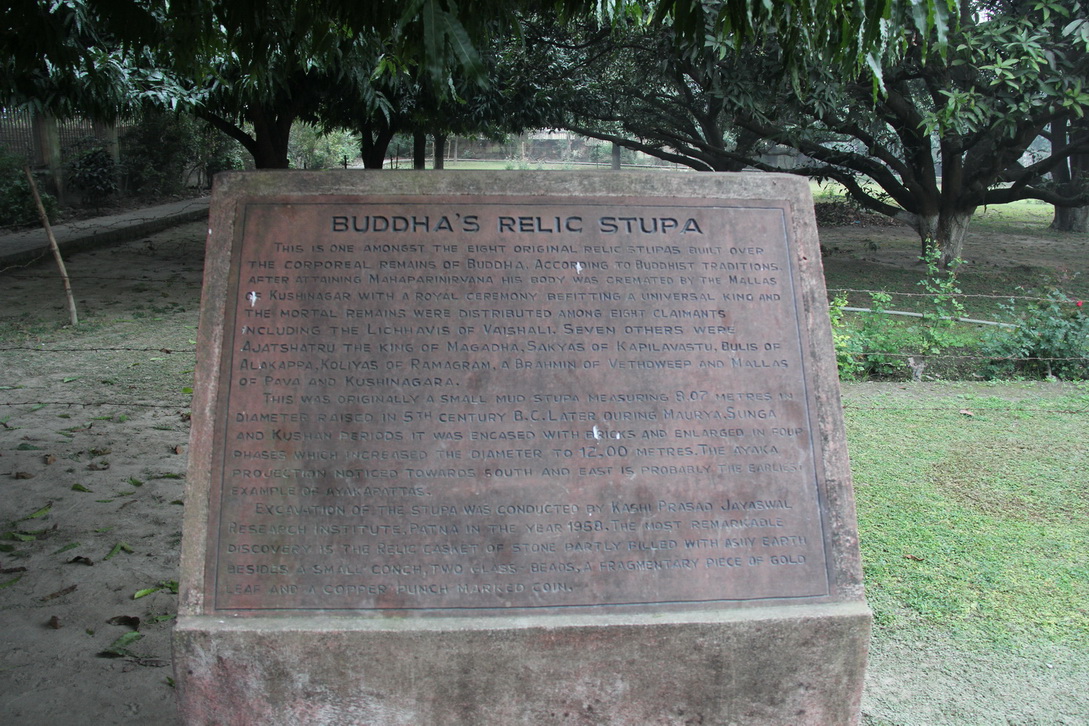 BUDDHA'S RELIC STUPA
THIS IS ONE AMONGST THE EIGHT ORIGINAL RELIC STUPAS BUILT OVER
THE CORPOREAL REMAINS OF BUDDHA. ACCORDING TO BUDDHIST TRADITIONS.
AFTER ATTAINING MAHAPARINIRVANA HIS BODY WAS CREMATED BY THE MALLAS
OF KUSHINAGAR WITH A ROYAL CEREMONY BEFITTING A UNIVERSAL KING AND
THE MORTAL REMAINS WERE DISTRIBUTED AMONG EIGHT CLAIMANTS
INCLUDING THE LICHHAVIS OF VAISHALI. SEVEN OTHERS WERE
AJATSHATRU THE KING OF MAGADHA, SAKYAS OF KAPILAVASTU, BULIS OF
ALAKAPPA, KOLIYAS OF RAMAGRAM, A BRAHMIN OF VETHDWEEP AND MALLAS
OF PAVA AND KUSHINAGARA.
THIS WAS ORIGINALLY A SMALL MUD STUPA MEASURING 8.07 METRES IN
DIAMETER RAISED IN 5TH CENTURY B.C. LATER DURING MAURYA, SUNGA
AND KUSHAN PERIODS IT WAS ENCASED WITH BRICKS AND ENLARGED IN FOUR
PHASES WHICH INCREASED THE DIAMETER TO 12.00 METRES. THE AYAKA
PROJECTION NOTICED TOWARDS SOUTH AND EAST IS PROBABLY THE EARLIEST
EXAMPLE OF AYAKAPATTAS.
EXCAVATION OF THE STUPA WAS CONDUCTED BY KASHI PRASAD JAYASWAL
RESEARCH INSTITUTE, PATNA IN THE YEAR 1958. THE MOST REMARKABLE
DISCOVERY IS THE RELIC CASKET OF STONE PARTLY FILLED WITH ASHY EARTH
BESIDES A SMALL CONCH, TWO GLASS BEADS, A FRAGMENTARY PIECE OF GOLD
LEAF AND A COPPER PUNCH MARKED COIN.